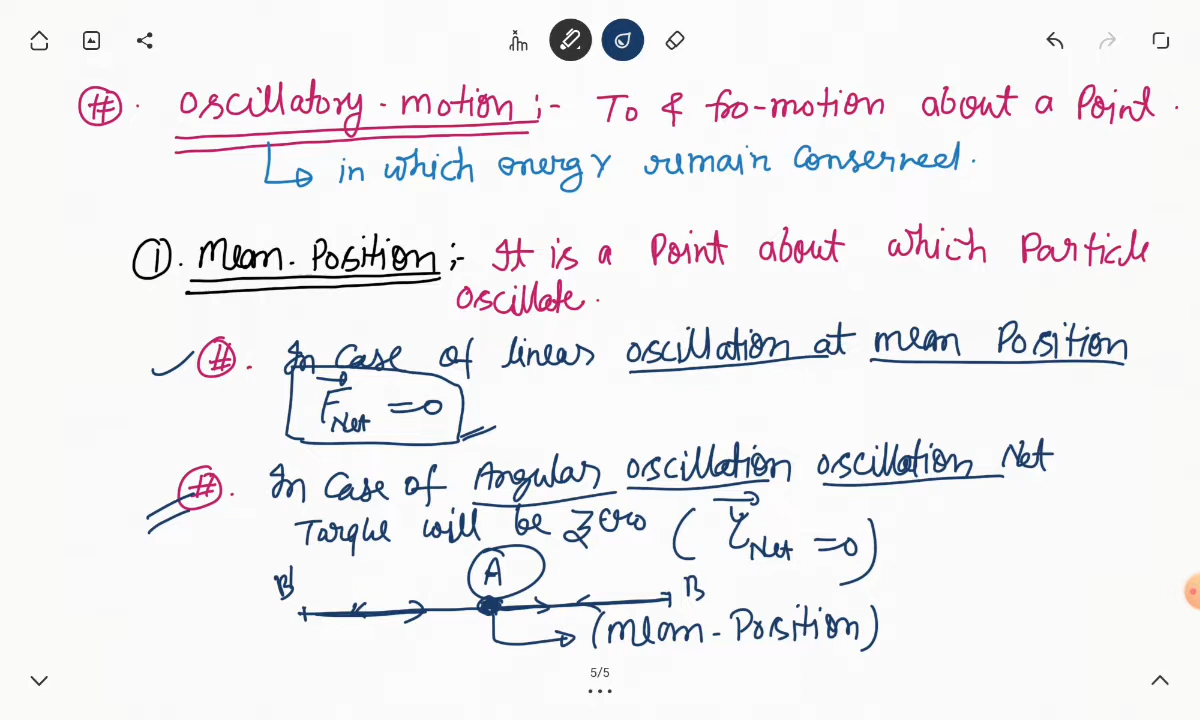 #. Oscillatory-motion :- To & fro-motion about a Point.
↳ in which energy remain conserved.
①. Mean-Position :- It is a Point about which Particle
oscillate.
#. In case of linear oscillation at mean Position
F⃗Net = 0
#. In case of Angular oscillation oscillation Net
Torque will be zero ( τ⃗Net = 0 )
B' A B
(mean-Position)
5/5